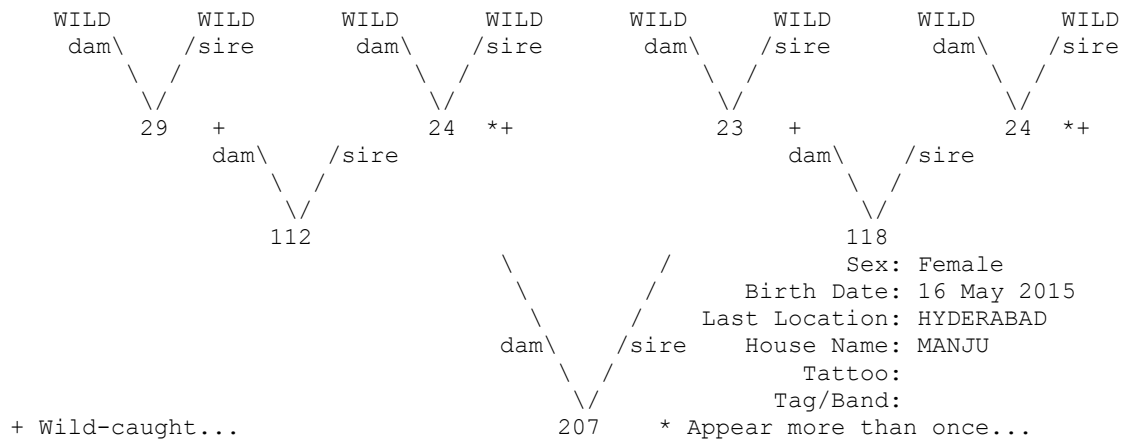 WILD WILD WILD WILD WILD WILD WILD WILD
dam\ /sire dam\ /sire dam\ /sire dam\ /sire
\ / \ / \ / \ /
\/ \/ \/ \/
29 + 24 *+ 23 + 24 *+
dam\ /sire dam\ /sire
\ / \ /
\/ \/
112 118
\ / Sex: Female
\ / Birth Date: 16 May 2015
\ / Last Location: HYDERABAD
dam\ /sire House Name: MANJU
\ / Tattoo:
\/ Tag/Band:
+ Wild-caught... 207 * Appear more than once...